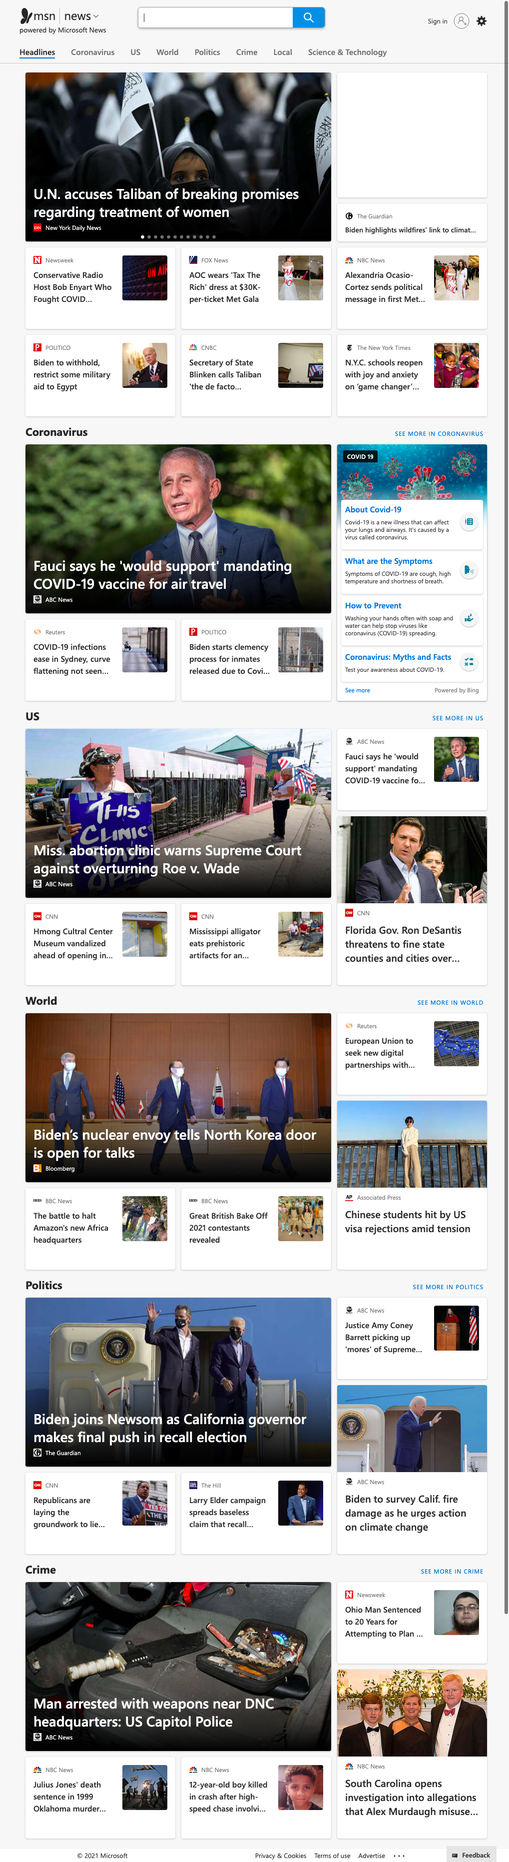 msn | news
powered by Microsoft News
Sign in
Headlines Coronavirus US World Politics Crime Local Science & Technology
U.N. accuses Taliban of breaking promises
regarding treatment of women
New York Daily News
The Guardian
Biden highlights wildfires' link to climat...
Newsweek
Conservative Radio
Host Bob Enyart Who
Fought COVID...
ON AIR
FOX News
AOC wears 'Tax The
Rich' dress at $30K-
per-ticket Met Gala
NBC News
Alexandria Ocasio-
Cortez sends political
message in first Met...
POLITICO
Biden to withhold,
restrict some military
aid to Egypt
CNBC
Secretary of State
Blinken calls Taliban
'the de facto...
The New York Times
N.Y.C. schools reopen
with joy and anxiety
on 'game changer'...
Coronavirus
SEE MORE IN CORONAVIRUS
Fauci says he 'would support' mandating
COVID-19 vaccine for air travel
ABC News
COVID 19
About Covid-19
Covid-19 is a new illness that can affect
your lungs and airways. It's caused by a
virus called coronavirus.
What are the Symptoms
Symptoms of COVID-19 are cough, high
temperature and shortness of breath.
How to Prevent
Washing your hands often with soap and
water can help stop viruses like
coronavirus (COVID-19) spreading.
Coronavirus: Myths and Facts
Test your awareness about COVID-19.
See more
Powered by Bing
Reuters
COVID-19 infections
ease in Sydney, curve
flattening not seen...
POLITICO
Biden starts clemency
process for inmates
released due to Covi...
US
SEE MORE IN US
THIS
CLINIC
Miss. abortion clinic warns Supreme Court
against overturning Roe v. Wade
ABC News
ABC News
Fauci says he 'would
support' mandating
COVID-19 vaccine fo...
CNN
Florida Gov. Ron DeSantis
threatens to fine state
counties and cities over...
CNN
Hmong Cultral Center
Museum vandalized
ahead of opening in...
CNN
Mississippi alligator
eats prehistoric
artifacts for an...
World
SEE MORE IN WORLD
Biden's nuclear envoy tells North Korea door
is open for talks
Bloomberg
Reuters
European Union to
seek new digital
partnerships with...
AP Associated Press
Chinese students hit by US
visa rejections amid tension
BBC News
The battle to halt
Amazon's new Africa
headquarters
BBC News
Great British Bake Off
2021 contestants
revealed
Politics
SEE MORE IN POLITICS
Biden joins Newsom as California governor
makes final push in recall election
The Guardian
ABC News
Justice Amy Coney
Barrett picking up
'mores' of Supreme...
ABC News
Biden to survey Calif. fire
damage as he urges action
on climate change
CNN
Republicans are
laying the
groundwork to lie...
The Hill
Larry Elder campaign
spreads baseless
claim that recall...
Crime
SEE MORE IN CRIME
Man arrested with weapons near DNC
headquarters: US Capitol Police
ABC News
Newsweek
Ohio Man Sentenced
to 20 Years for
Attempting to Plan ...
NBC News
South Carolina opens
investigation into allegations
that Alex Murdaugh misuse...
NBC News
Julius Jones' death
sentence in 1999
Oklahoma murder...
NBC News
12-year-old boy killed
in crash after high-
speed chase involvi...
© 2021 Microsoft
Privacy & Cookies Terms of use Advertise
Feedback